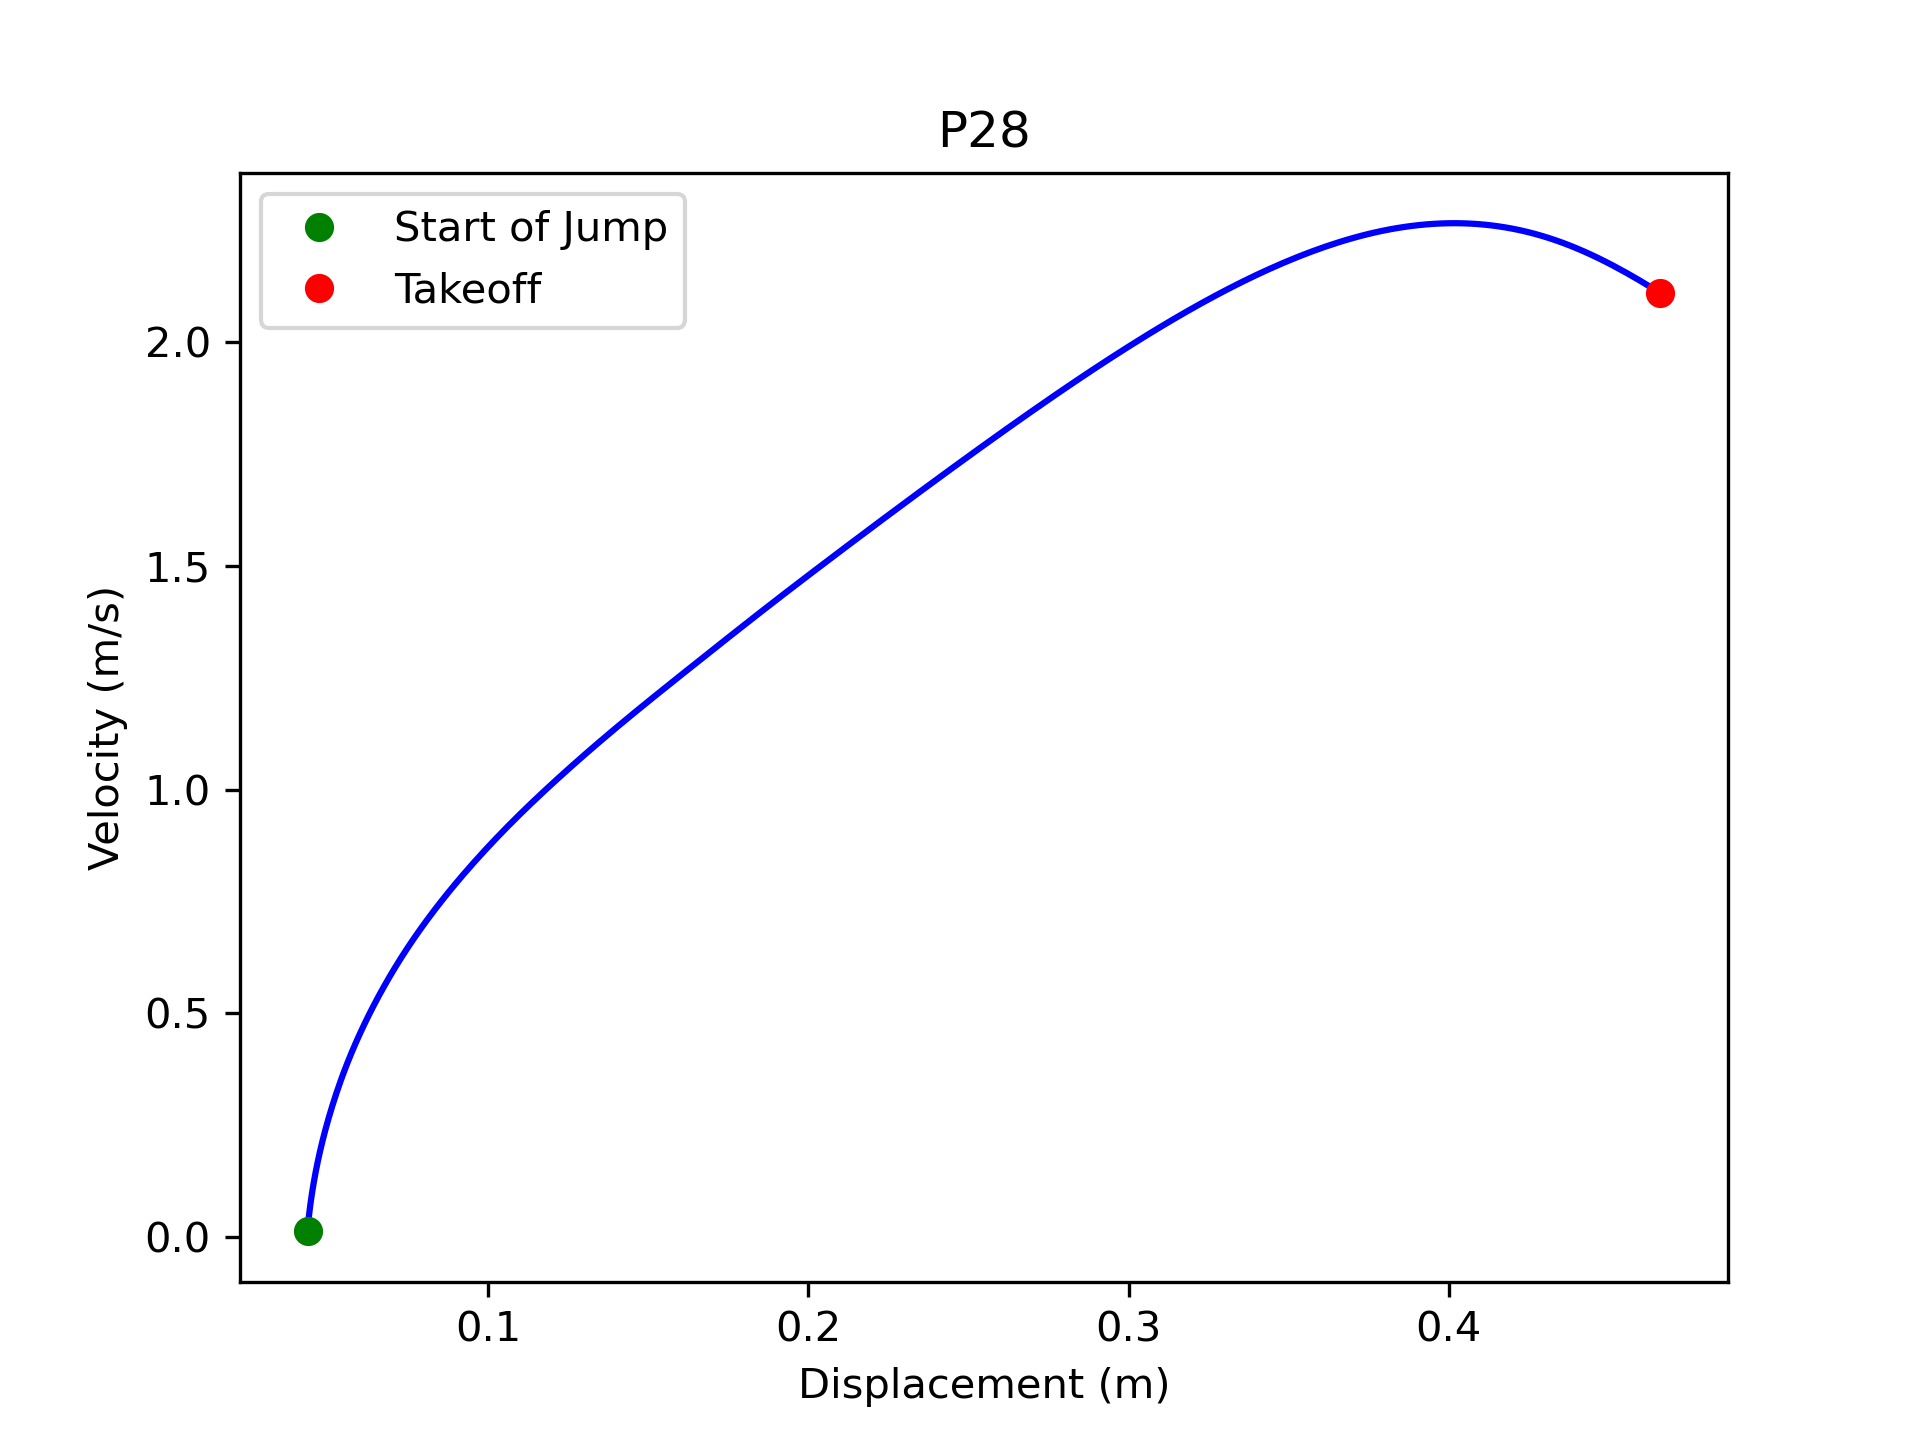 P28
Start of Jump
Takeoff
2.0
1.5
1.0
0.5
0.0
Velocity (m/s)
0.1 0.2 0.3 0.4
Displacement (m)